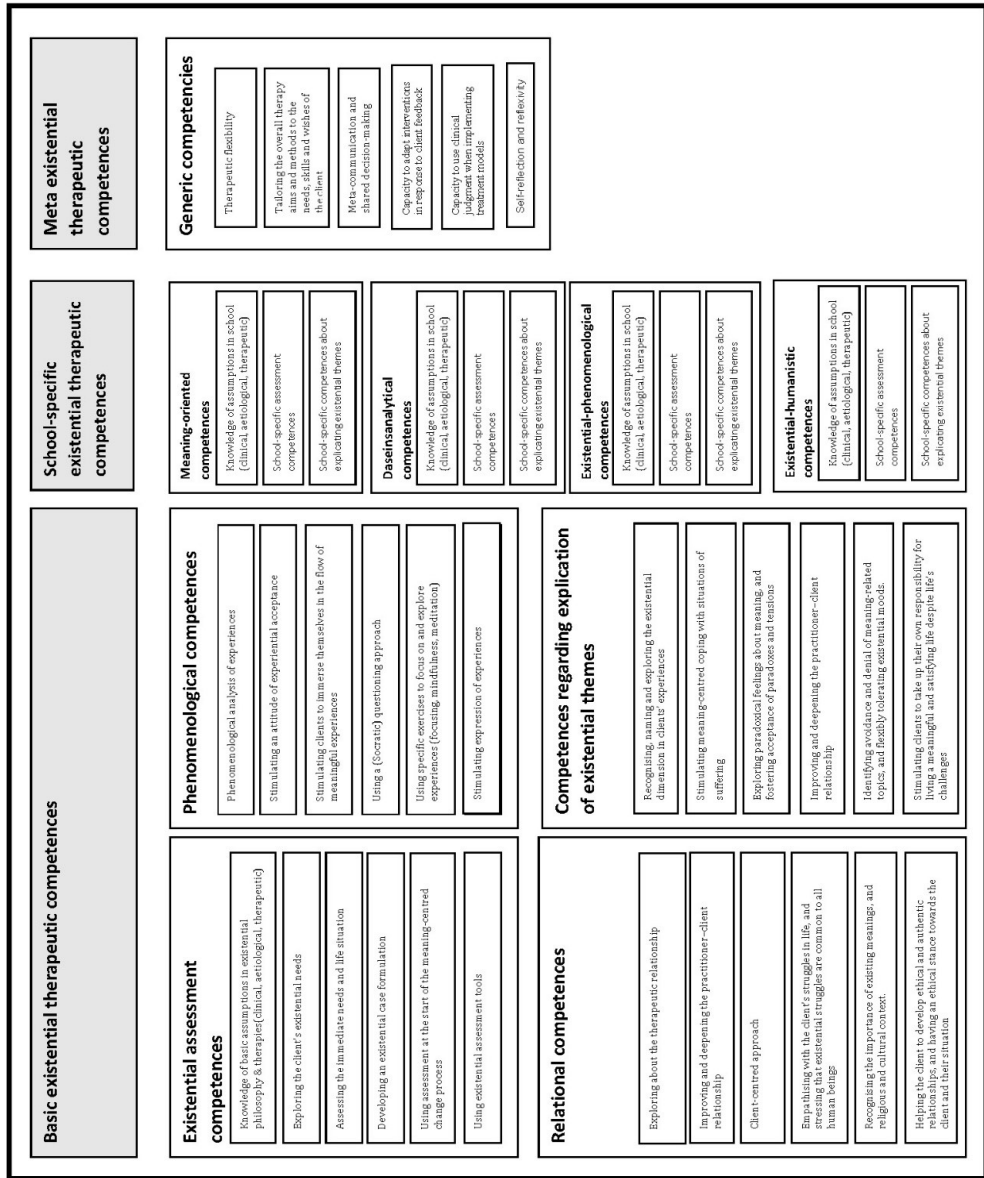 Basic existential therapeutic competences
Existential assessment
competences
Knowledge of basic assumptions in existential
philosophy & therapies(clinical, aetiological, therapeutic)
Exploring the client's existential needs
Assessing the immediate needs and life situation
Developing an existential case formulation
Using assessment at the start of the meaning-centred
change process
Using existential assessment tools
Phenomenological competences
Phenomenological analysis of experiences
Stimulating an attitude of experiential acceptance
Stimulating clients to immerse themselves in the flow of
meaningful experiences
Using a (Socratic) questioning approach
Using specific exercises to focus on and explore
experiences (focusing, mindfulness, meditation)
Stimulating expression of experiences
Relational competences
Exploring about the therapeutic relationship
Improving and deepening the practitioner–client
relationship
Client-centred approach
Empathising with the client's struggles in life, and
stressing that existential struggles are common to all
human beings
Recognising the importance of existing meanings, and
religious and cultural context.
Helping the client to develop ethical and authentic
relationships, and having an ethical stance towards the
client and their situation
Competences regarding explication
of existential themes
Recognising, naming and exploring the existential
dimension in clients' experiences
Stimulating meaning-centred coping with situations of
suffering
Exploring paradoxical feelings about meaning, and
fostering acceptance of paradoxes and tensions
Improving and deepening the practitioner–client
relationship
Identifying avoidance and denial of meaning-related
topics, and flexibly tolerating existential moods.
Stimulating clients to take up their own responsibility for
living a meaningful and satisfying life despite life's
challenges
School-specific
existential therapeutic
competences
Meaning-oriented
competences
Knowledge of assumptions in school
(clinical, aetiological, therapeutic)
School-specific assessment
competences
School-specific competences about
explicating existential themes
Daseinsanalytical
competences
Knowledge of assumptions in school
(clinical, aetiological, therapeutic)
School-specific assessment
competences
School-specific competences about
explicating existential themes
Existential-phenomenological
competences
Knowledge of assumptions in school
(clinical, aetiological, therapeutic)
School-specific assessment
competences
School-specific competences about
explicating existential themes
Existential-humanistic
competences
Knowledge of assumptions in school
(clinical, aetiological, therapeutic)
School-specific assessment
competences
School-specific competences about
explicating existential themes
Meta existential
therapeutic
competences
Generic competencies
Therapeutic flexibility
Tailoring the overall therapy
aims and methods to the
needs, skills and wishes of
the client
Meta-communication and
shared decision-making
Capacity to adapt interventions
in response to client feedback
Capacity to use clinical
judgment when implementing
treatment models
Self-reflection and reflexivity